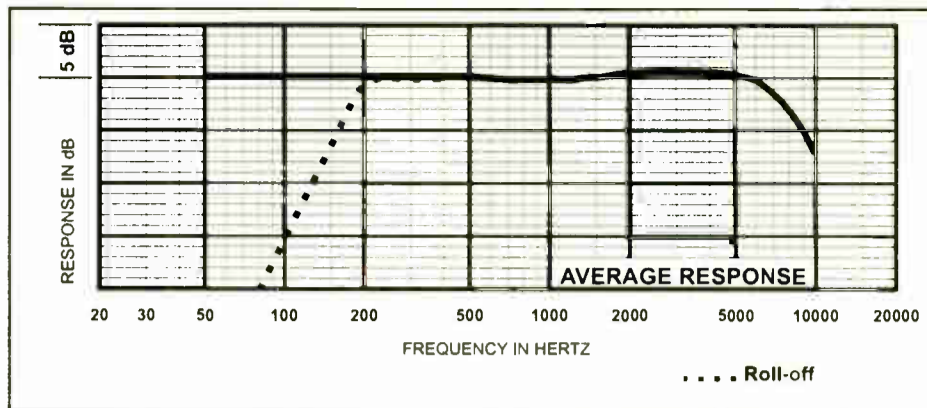 5 dB
RESPONSE IN dB
AVERAGE RESPONSE
20 30 50 100 200 500 1000 2000 5000 10000 20000
FREQUENCY IN HERTZ
.... Roll-off